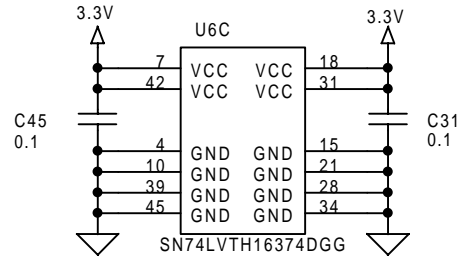 3.3V 3.3V
U6C
7 VCC VCC 18
42 VCC VCC 31
C45 C31
0.1 0.1
4 GND GND 15
10 GND GND 21
39 GND GND 28
45 GND GND 34
SN74LVTH16374DGG